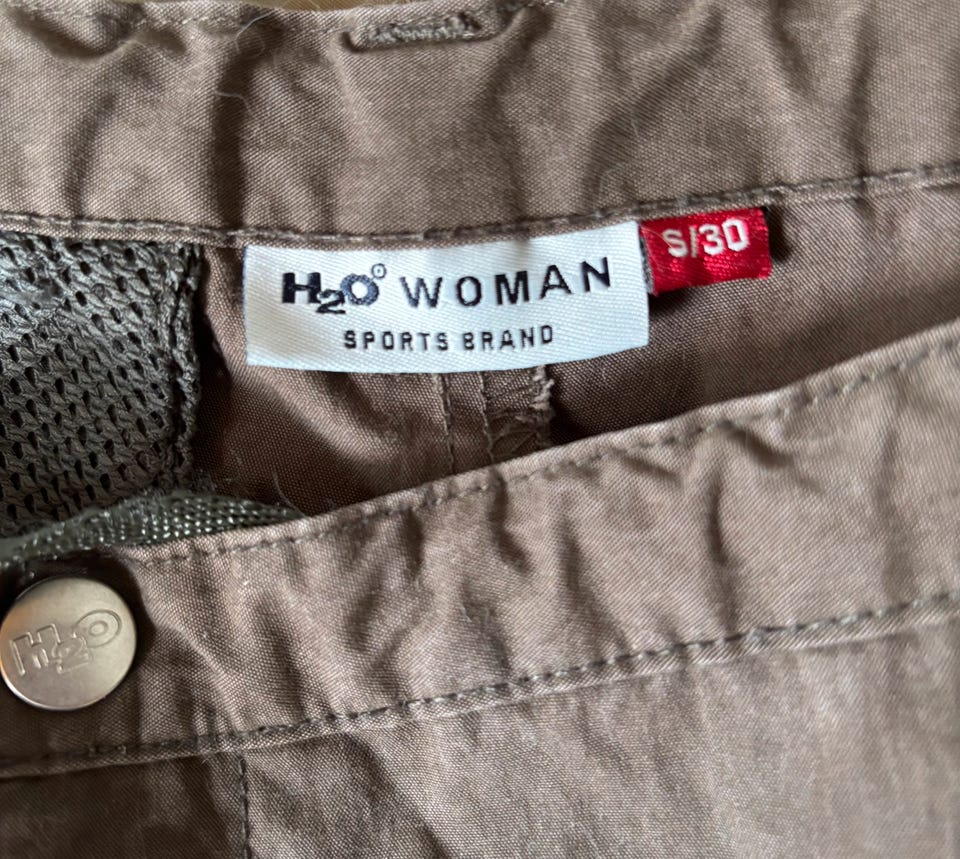 H2O° WOMAN
SPORTS BRAND
S/30
H2O